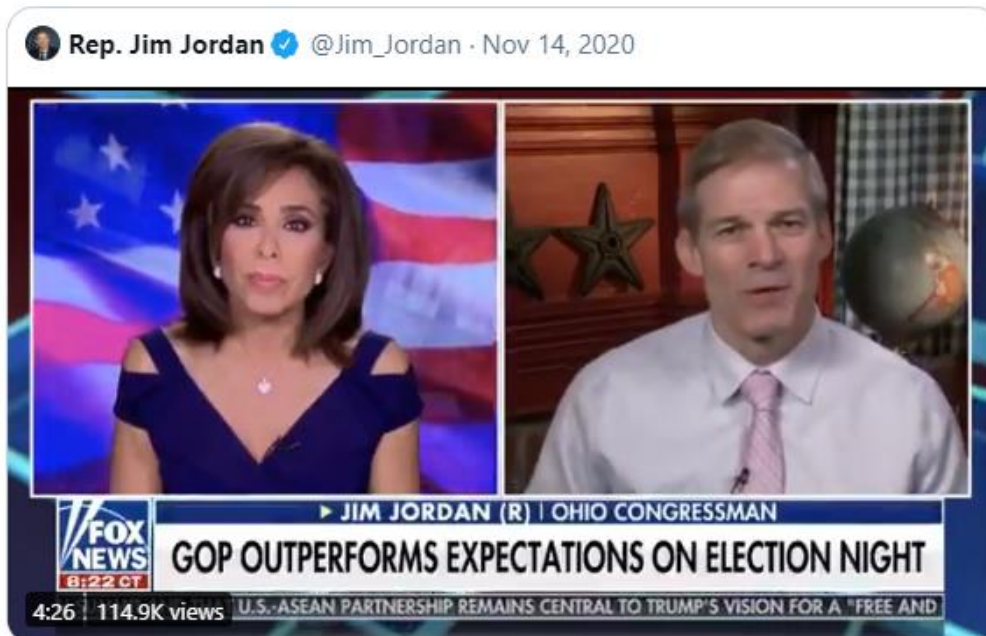 Rep. Jim Jordan @Jim_Jordan · Nov 14, 2020
▸ JIM JORDAN (R) | OHIO CONGRESSMAN
FOX
NEWS
8:22 CT
GOP OUTPERFORMS EXPECTATIONS ON ELECTION NIGHT
4:26 114.9K views
U.S.-ASEAN PARTNERSHIP REMAINS CENTRAL TO TRUMP'S VISION FOR A "FREE AND